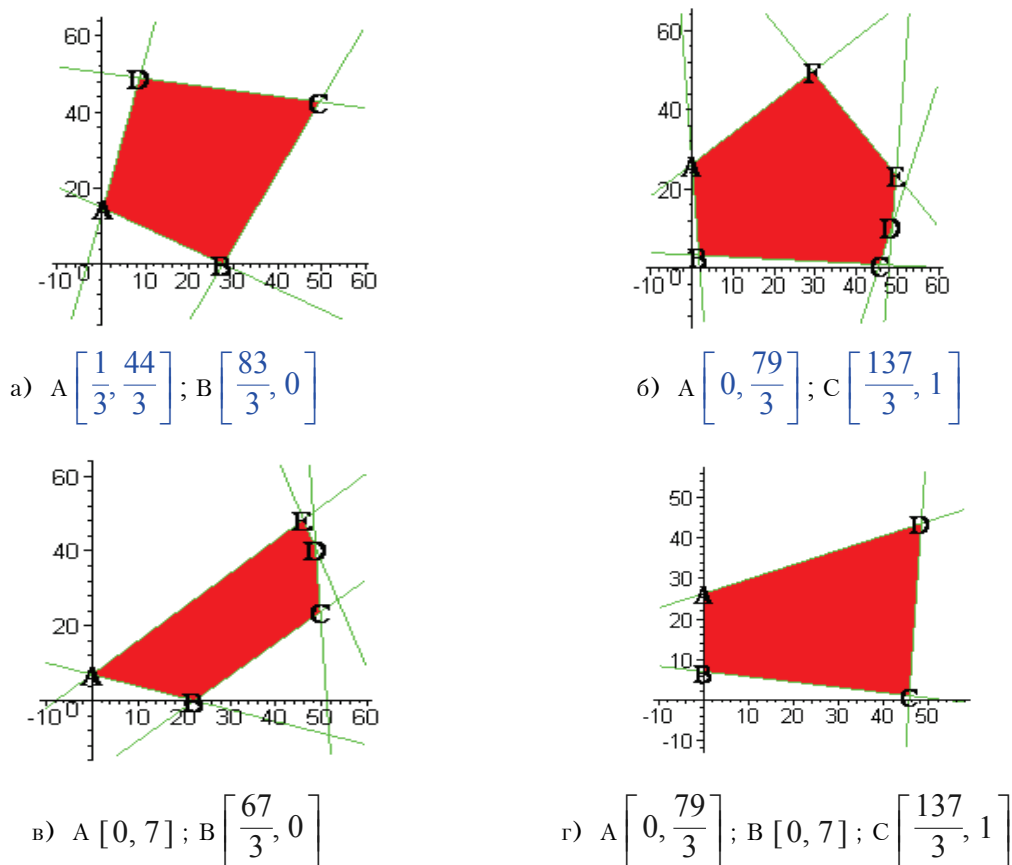 60
40
20
-10 0 10 20 30 40 50 60
D
C
A
B
60
40
20
-10 0 10 20 30 40 50 60
F
A
E
D
B
C
а) A [1/3, 44/3] ; B [83/3, 0]
б) A [0, 79/3] ; C [137/3, 1]
60
40
20
-10 0 10 20 30 40 50 60
E
D
C
A
B
50
40
30
20
10
-10 0 10 20 30 40 50
-10
D
A
B
C
в) A [0, 7] ; B [67/3, 0]
г) A [0, 79/3] ; B [0, 7] ; C [137/3, 1]